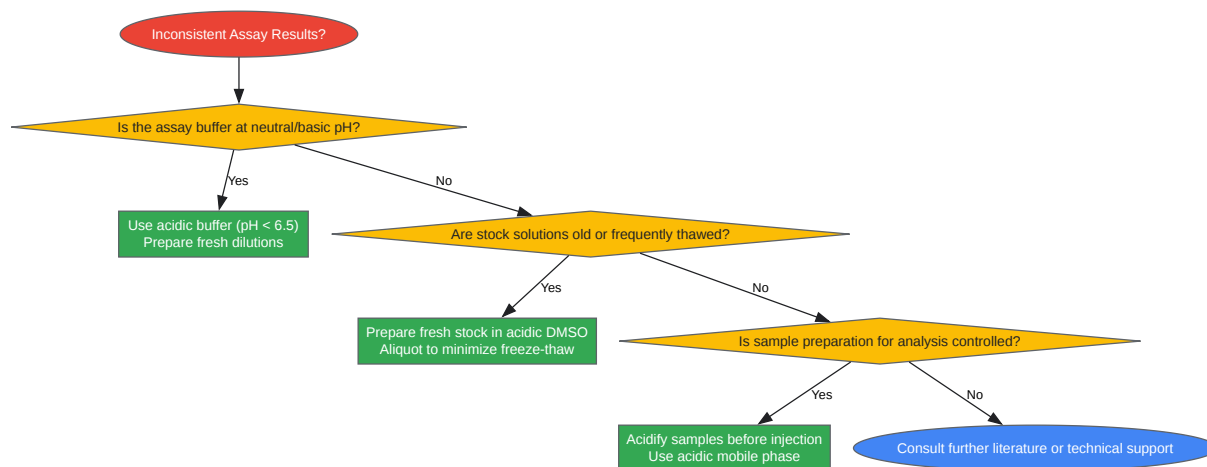 Inconsistent Assay Results?
Is the assay buffer at neutral/basic pH?
Yes
No
Use acidic buffer (pH < 6.5)
Prepare fresh dilutions
Are stock solutions old or frequently thawed?
Yes
No
Prepare fresh stock in acidic DMSO
Aliquot to minimize freeze-thaw
Is sample preparation for analysis controlled?
Yes
No
Acidify samples before injection
Use acidic mobile phase
Consult further literature or technical support